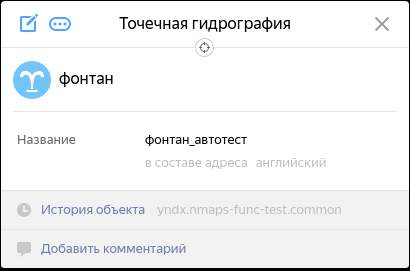 Точечная гидрография
фонтан
Название фонтан_автотест
в составе адреса английский
История объекта yndx.nmaps-func-test.common
Добавить комментарий